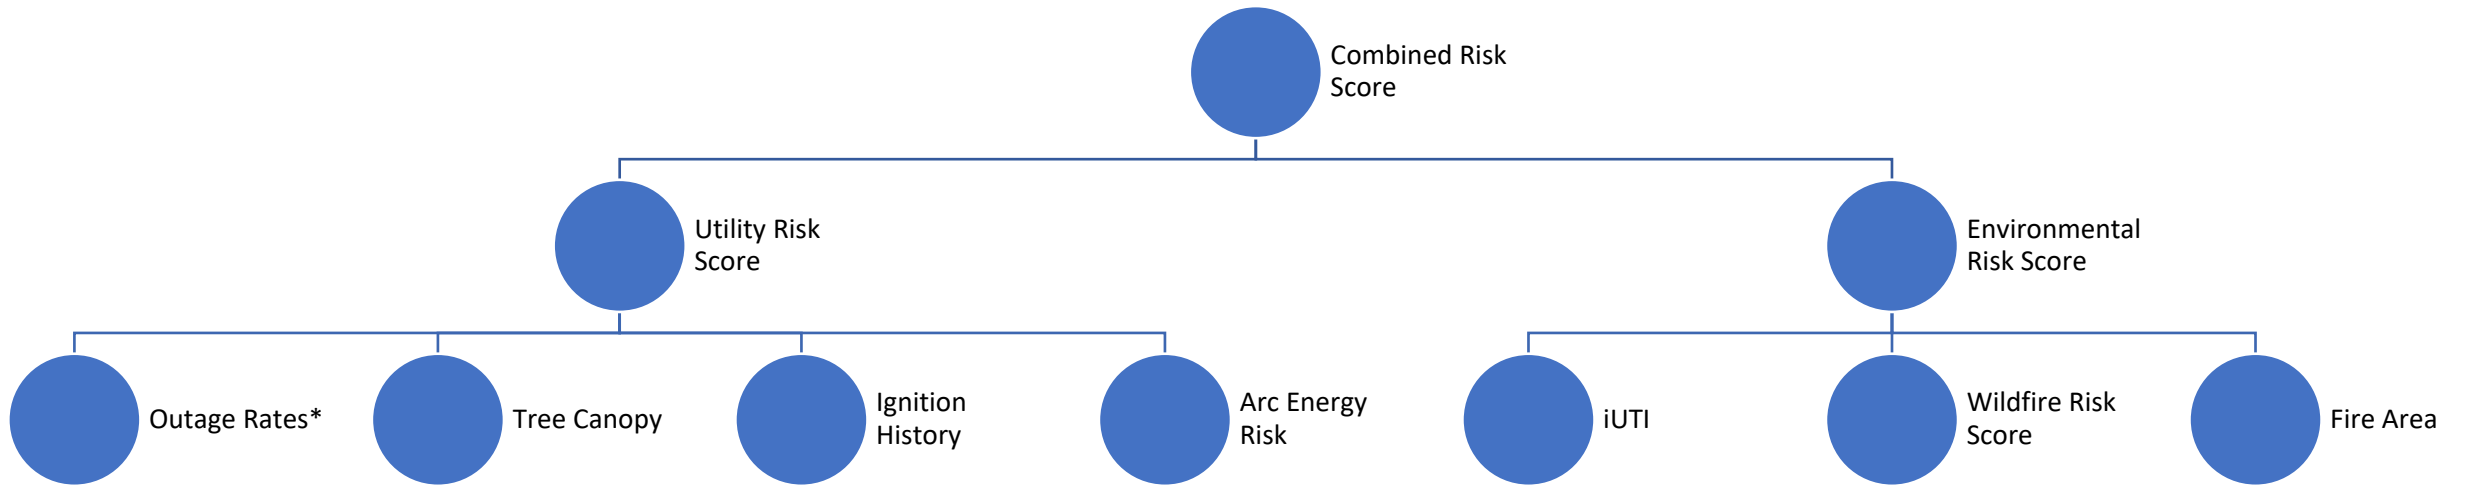 Combined Risk
Score
Utility Risk
Score
Environmental
Risk Score
Outage Rates*
Tree Canopy
Ignition
History
Arc Energy
Risk
iUTI
Wildfire Risk
Score
Fire Area